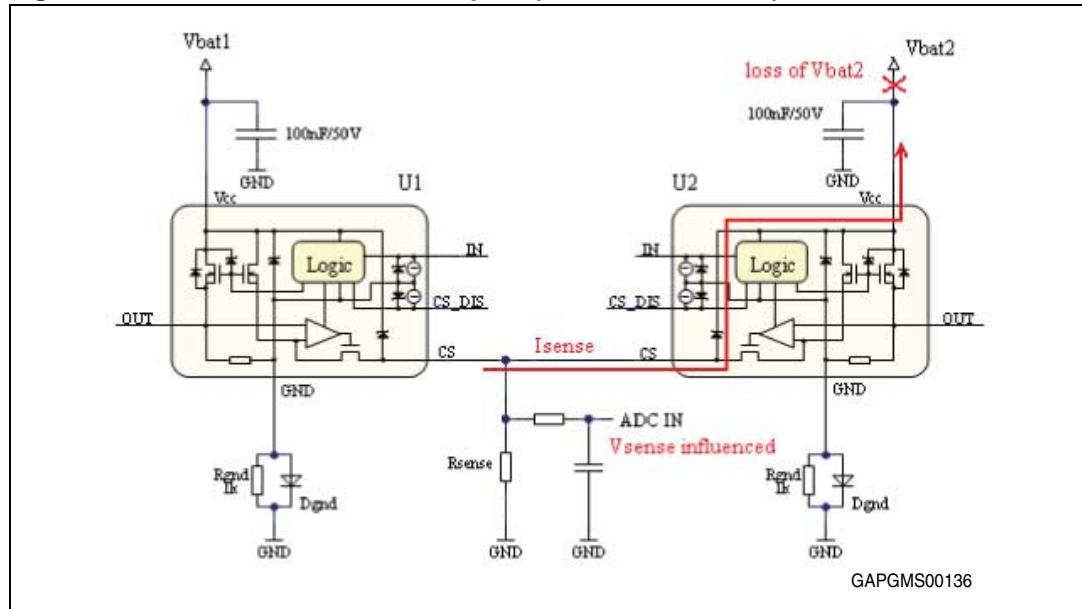 Vbat1
Vbat2
loss of Vbat2
100nF/50V
100nF/50V
GND
GND
Vcc
U1
U2
Vcc
IN
IN
Logic
Logic
CS_DIS
CS_DIS
OUT
OUT
CS
Isense
CS
GND
GND
ADC IN
Vsense influenced
Rsense
Rgnd
1k
Dgnd
Rgnd
1k
Dgnd
GND
GND
GND
GND
GAPGMS00136